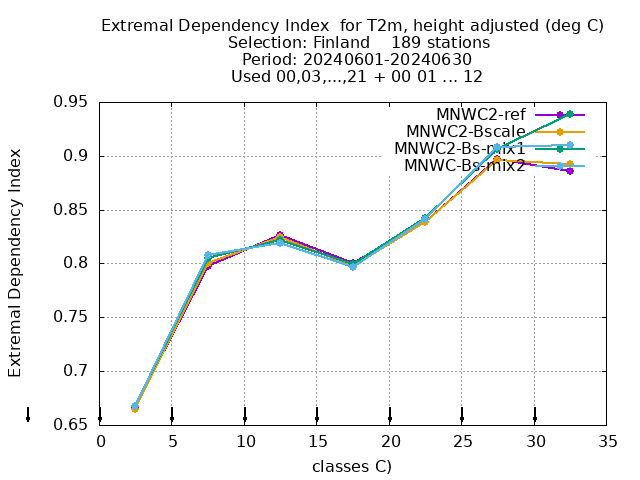 Extremal Dependency Index  for T2m, height adjusted (deg C)
Selection: Finland    189 stations
Period: 20240601-20240630
Used 00,03,...,21 + 00 01 ... 12
MNWC2-ref
MNWC2-Bscale
MNWC2-Bs-mix1
MNWC-Bs-mix2
Extremal Dependency Index
0.95
0.9
0.85
0.8
0.75
0.7
0.65
0 5 10 15 20 25 30 35
classes C)